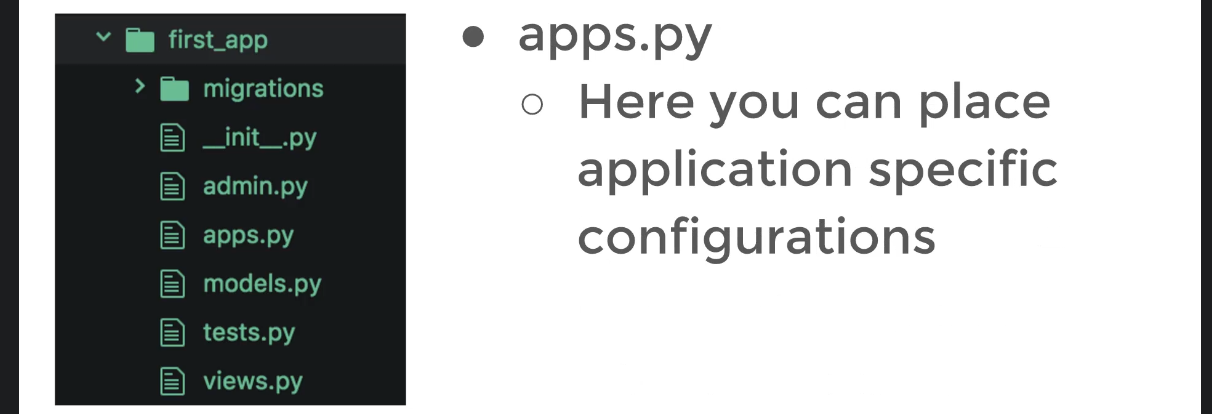 first_app
migrations
__init__.py
admin.py
apps.py
models.py
tests.py
views.py
● apps.py
○ Here you can place
application specific
configurations